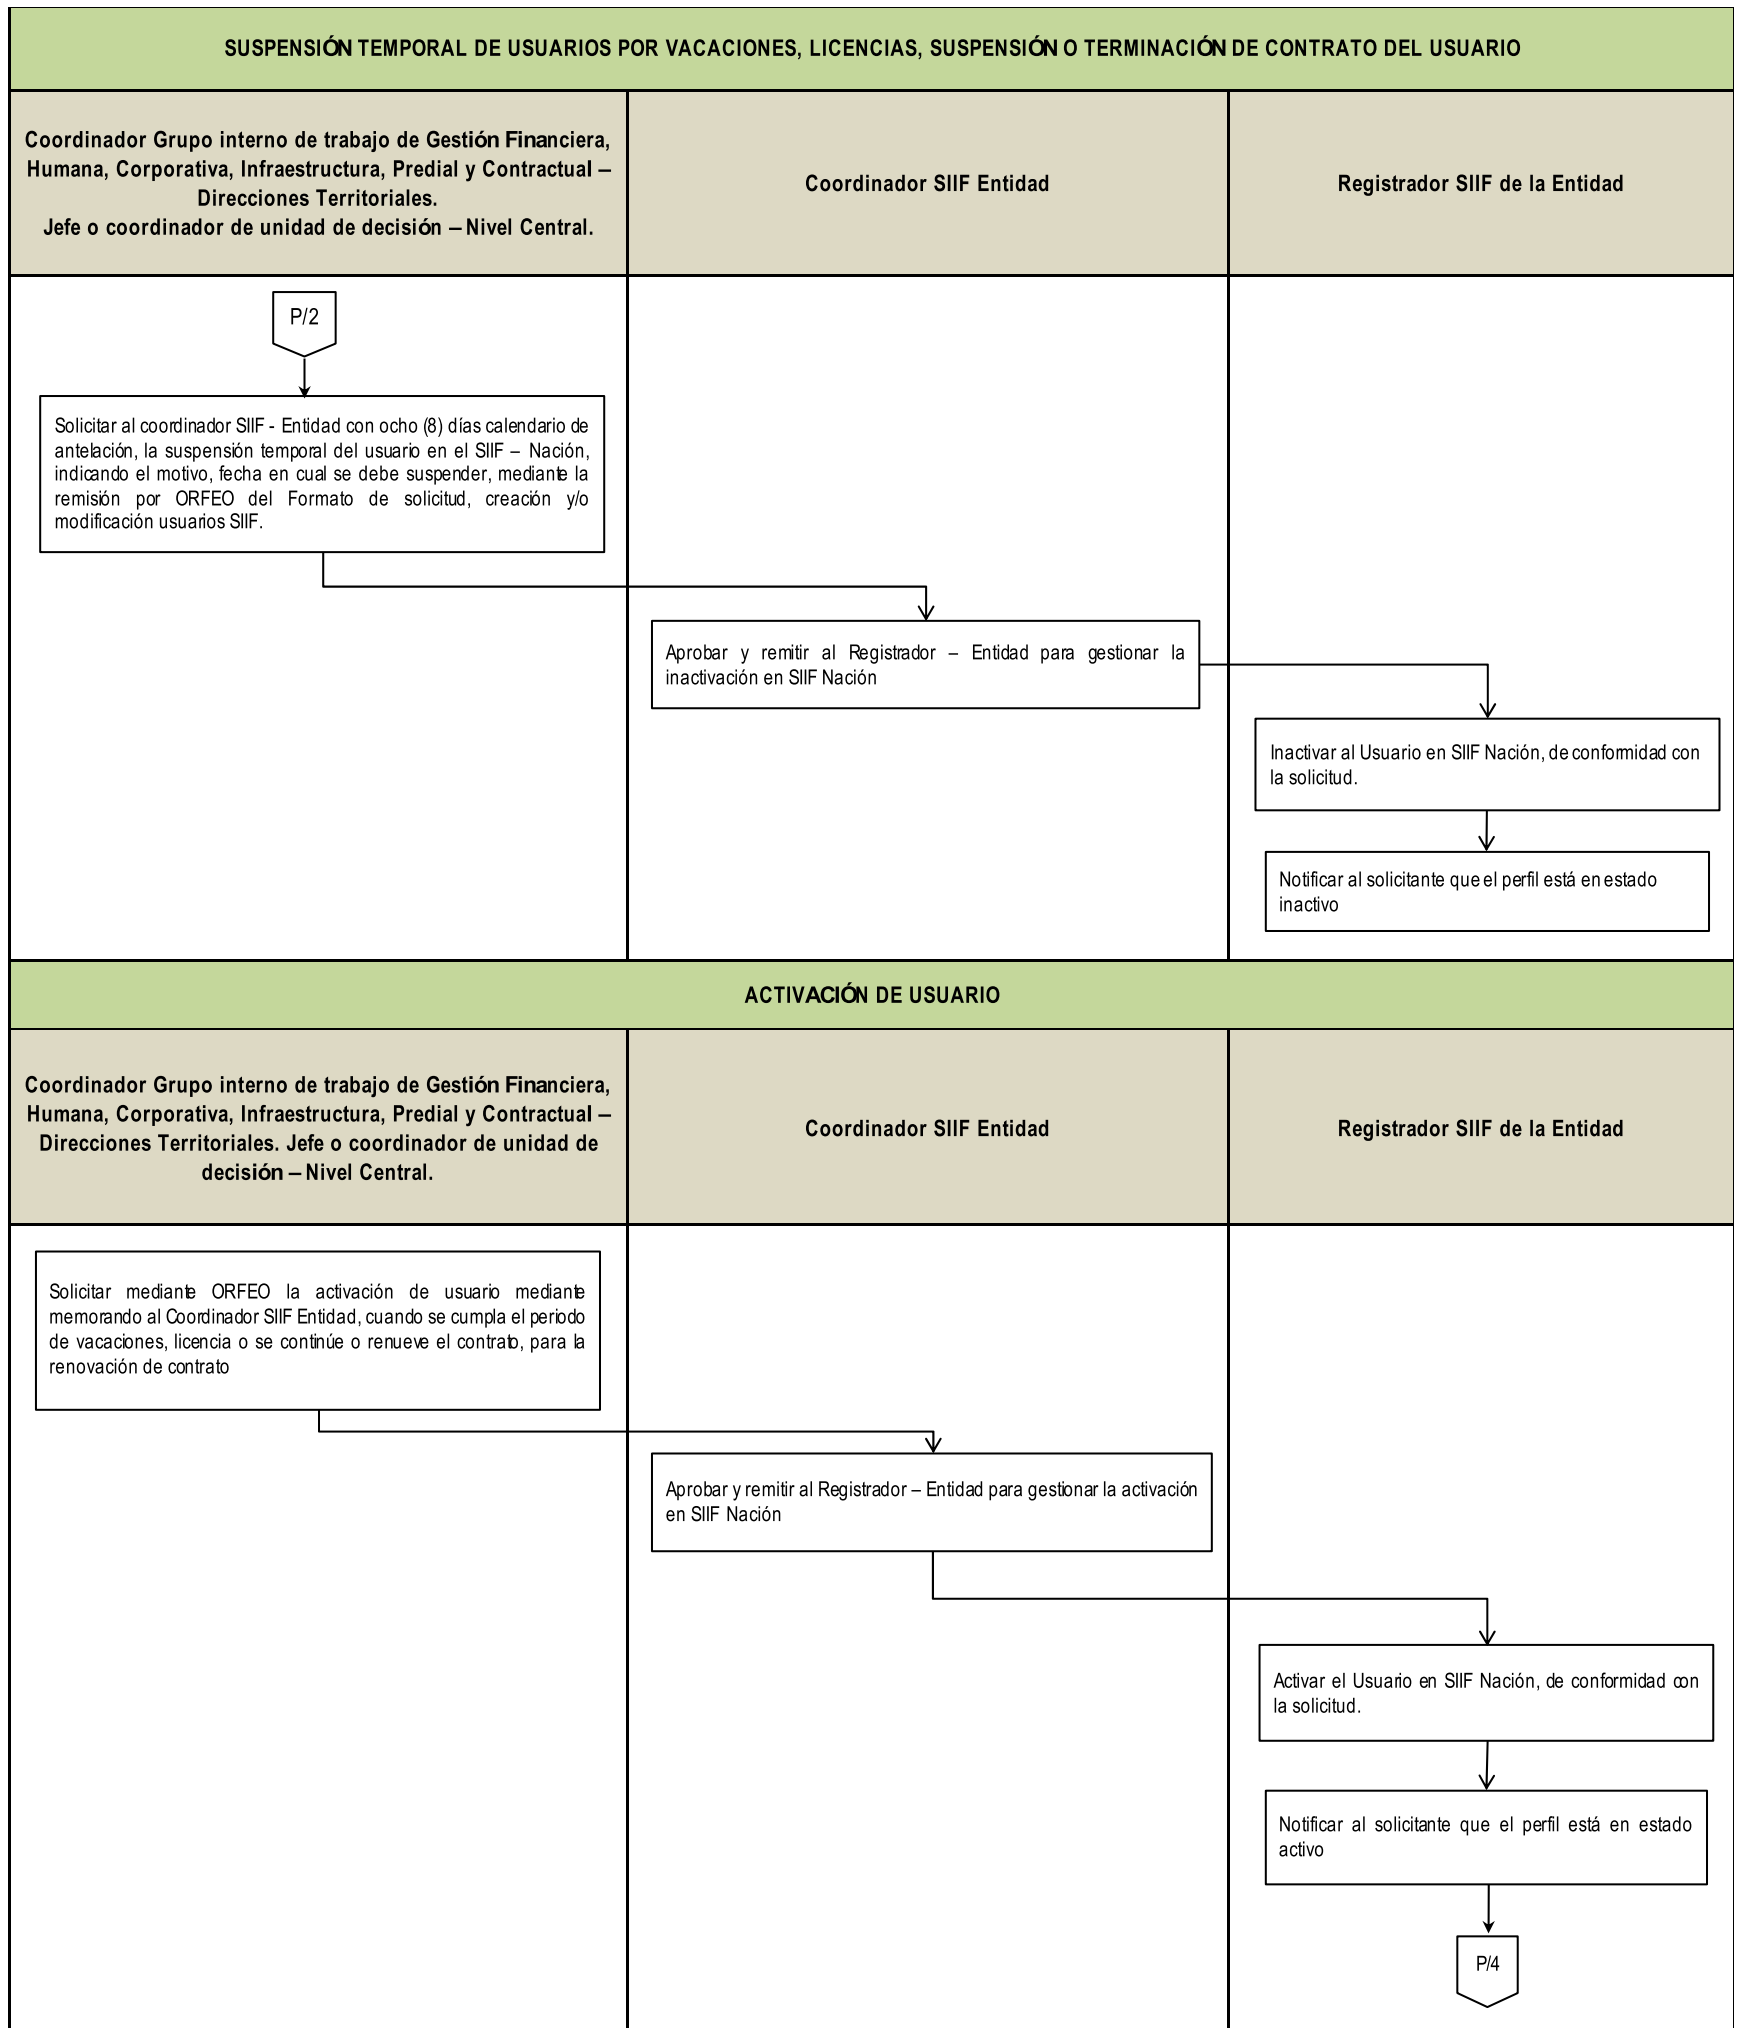 SUSPENSIÓN TEMPORAL DE USUARIOS POR VACACIONES, LICENCIAS, SUSPENSIÓN O TERMINACIÓN DE CONTRATO DEL USUARIO
Coordinador Grupo interno de trabajo de Gestión Financiera,
Humana, Corporativa, Infraestructura, Predial y Contractual –
Direcciones Territoriales.
Jefe o coordinador de unidad de decisión – Nivel Central.
Coordinador SIIF Entidad
Registrador SIIF de la Entidad
P/2
Solicitar al coordinador SIIF - Entidad con ocho (8) días calendario de
antelación, la suspensión temporal del usuario en el SIIF – Nación,
indicando el motivo, fecha en cual se debe suspender, mediante la
remisión por ORFEO del Formato de solicitud, creación y/o
modificación usuarios SIIF.
Aprobar y remitir al Registrador – Entidad para gestionar la
inactivación en SIIF Nación
Inactivar al Usuario en SIIF Nación, de conformidad con
la solicitud.
Notificar al solicitante que el perfil está en estado
inactivo
ACTIVACIÓN DE USUARIO
Coordinador Grupo interno de trabajo de Gestión Financiera,
Humana, Corporativa, Infraestructura, Predial y Contractual –
Direcciones Territoriales. Jefe o coordinador de unidad de
decisión – Nivel Central.
Coordinador SIIF Entidad
Registrador SIIF de la Entidad
Solicitar mediante ORFEO la activación de usuario mediante
memorando al Coordinador SIIF Entidad, cuando se cumpla el periodo
de vacaciones, licencia o se continúe o renueve el contrato, para la
renovación de contrato
Aprobar y remitir al Registrador – Entidad para gestionar la activación
en SIIF Nación
Activar el Usuario en SIIF Nación, de conformidad con
la solicitud.
Notificar al solicitante que el perfil está en estado
activo
P/4